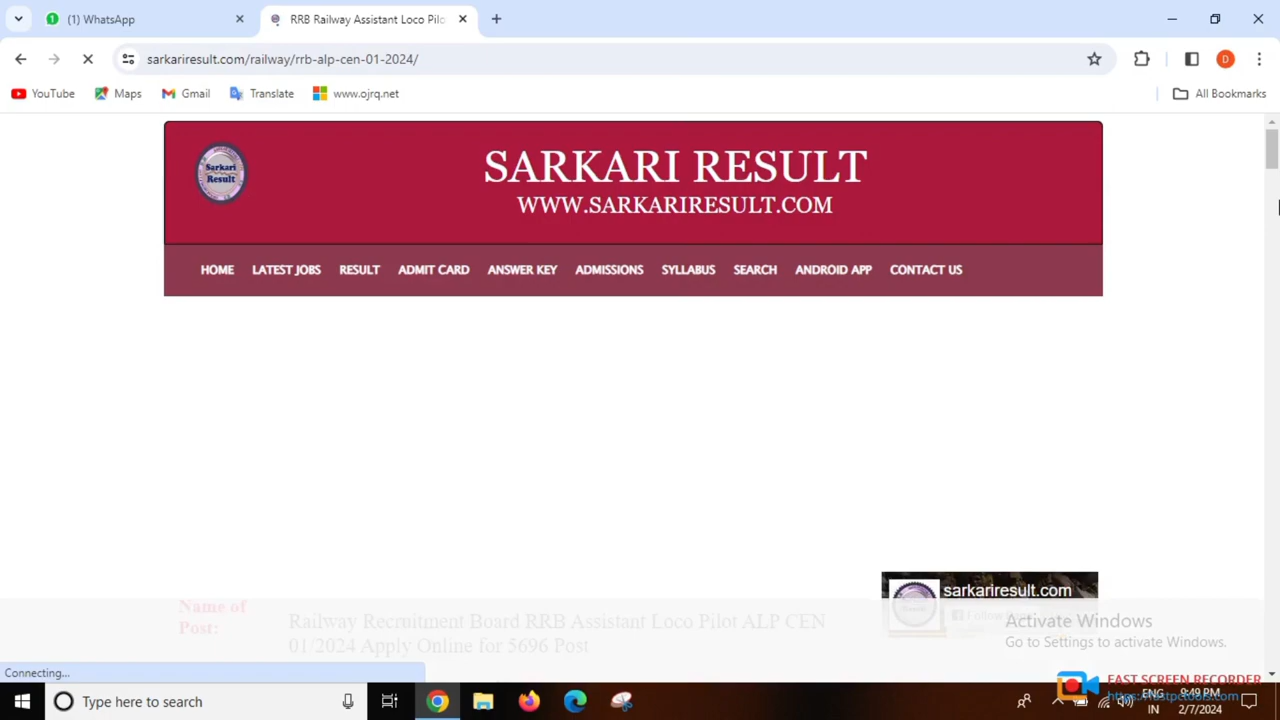 (1) WhatsApp
RRB Railway Assistant Loco Pilo
sarkariresult.com/railway/rrb-alp-cen-01-2024/
D
YouTube
Maps
Gmail
Translate
www.ojrq.net
All Bookmarks
Sarkari
Result
SARKARI RESULT
WWW.SARKARIRESULT.COM
HOME
LATEST JOBS
RESULT
ADMIT CARD
ANSWER KEY
ADMISSIONS
SYLLABUS
SEARCH
ANDROID APP
CONTACT US
sarkariresult.com
Name of
Post:
Railway Recruitment Board RRB Assistant Loco Pilot ALP CEN
01/2024 Apply Online for 5696 Post
Activate Windows
Go to Settings to activate Windows.
Connecting...
FAST SCREEN RECORDER
Type here to search
ENG
IN
9:49 PM
2/7/2024